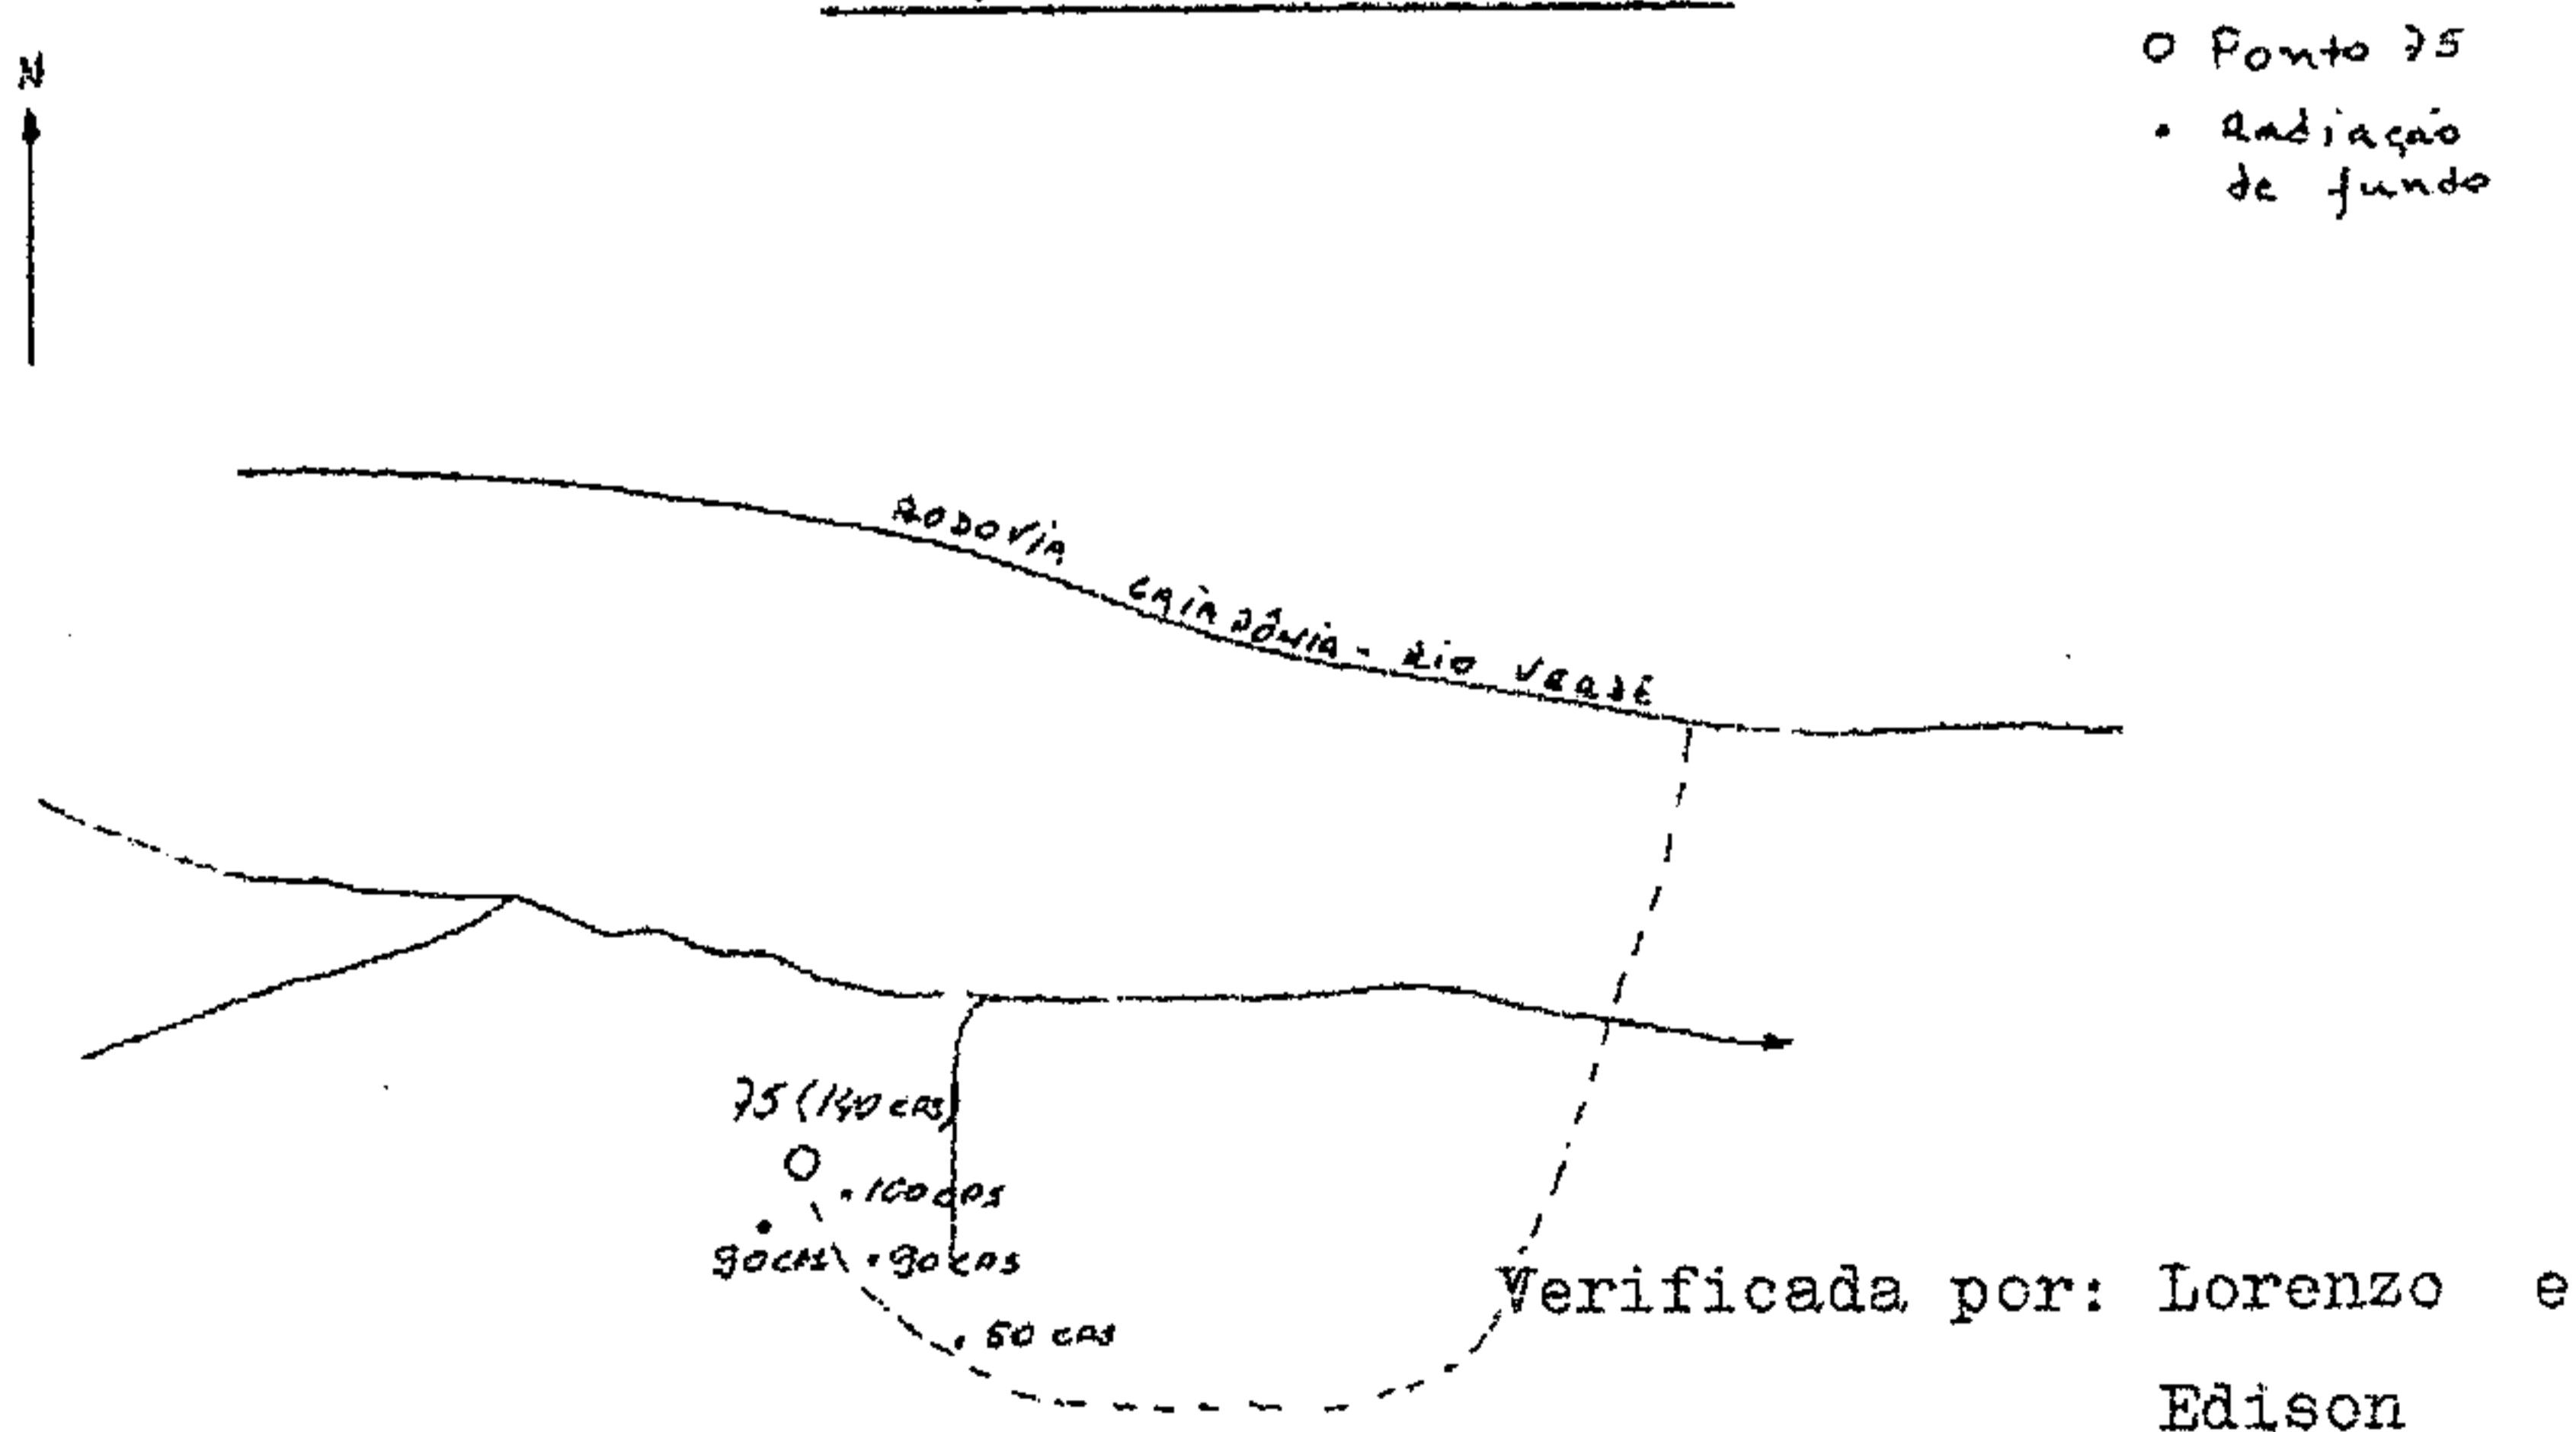 N
O Ponto 75
• Radiação
de fundo
RODOVIA CAIADÔNIA - RIO VERDE
75 (140 CPS)
. 100 CPS
90 CPS
. 90 CPS
. 50 CPS
Verificada por: Lorenzo e
Edison